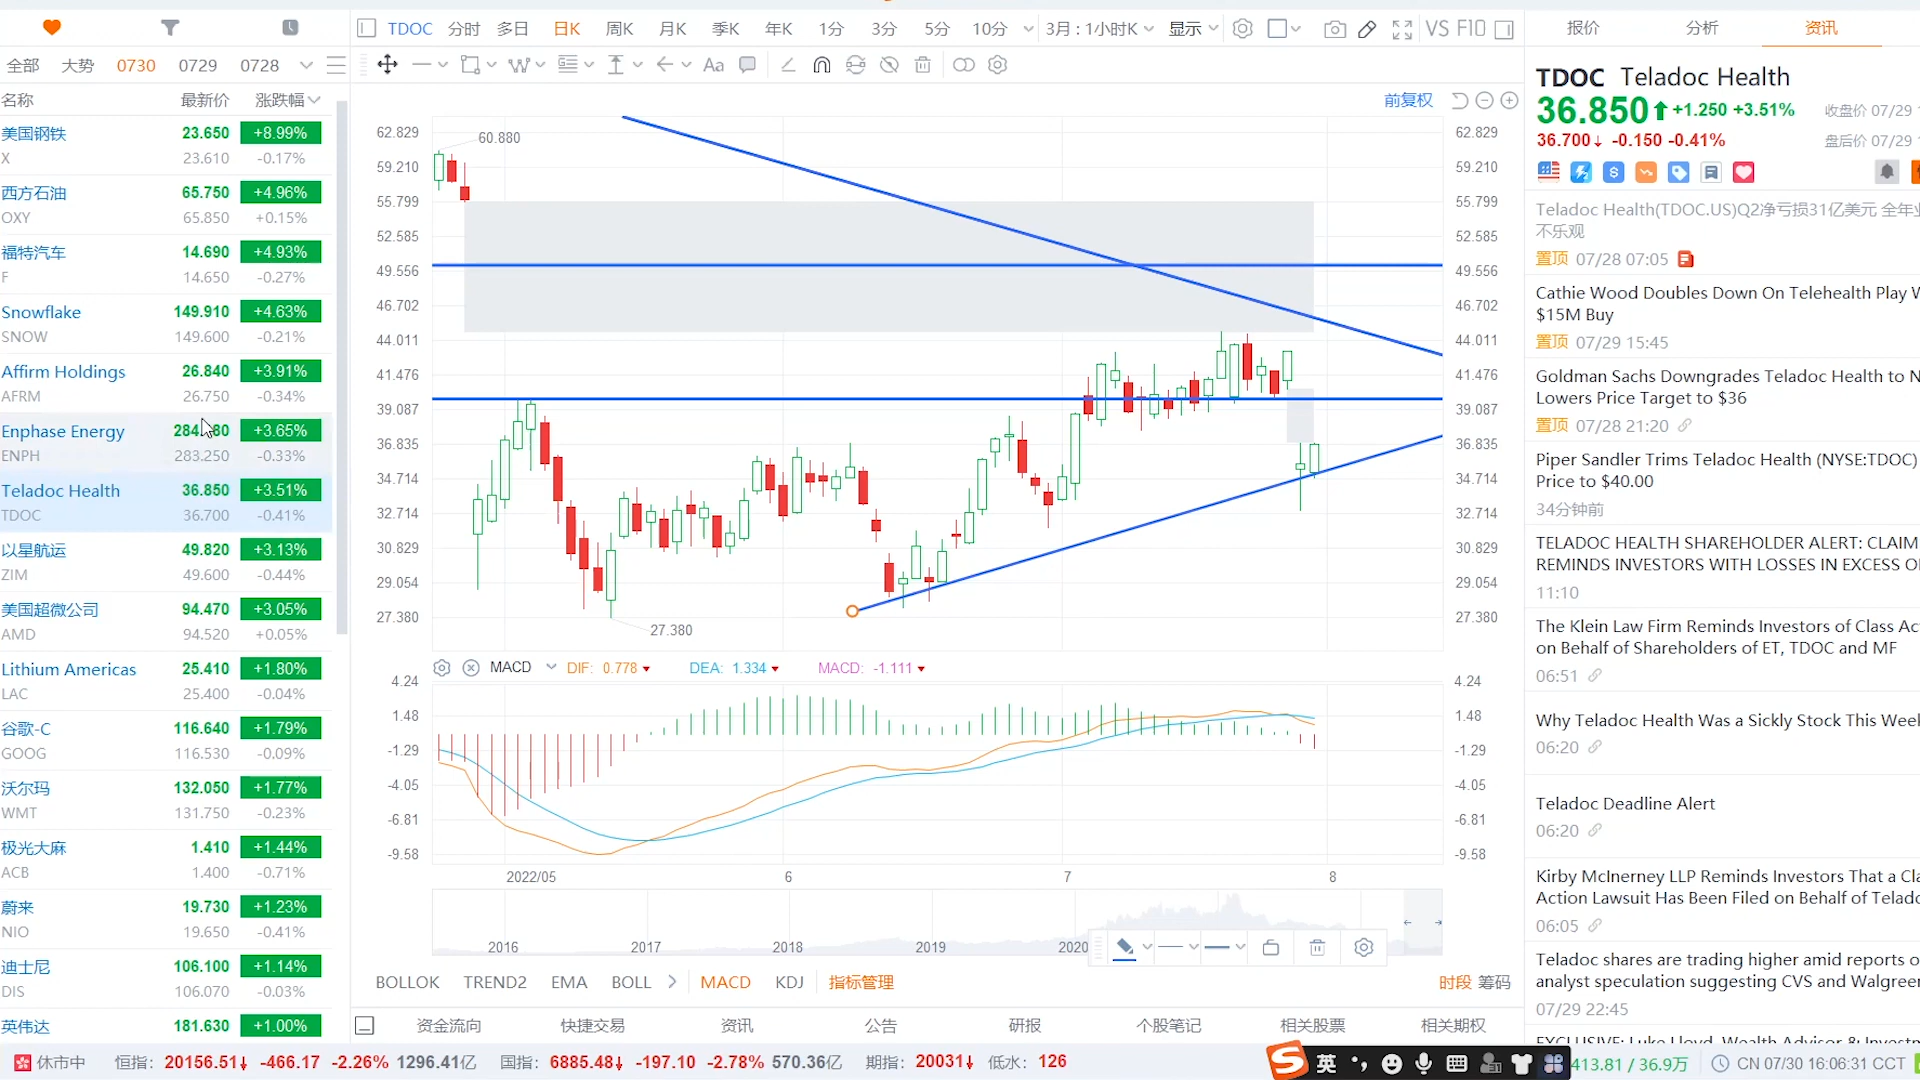 TDOC 分时 多日 日K 周K 月K 季K 年K 1分 3分 5分 10分 3月 : 1小时K 显示 VS F10
报价 分析 资讯
全部 大势 0730 0729 0728
Aa
名称 最新价 涨跌幅
美国钢铁 23.650 +8.99%
X 23.610 -0.17%
西方石油 65.750 +4.96%
OXY 65.850 +0.15%
福特汽车 14.690 +4.93%
F 14.650 -0.27%
Snowflake 149.910 +4.63%
SNOW 149.600 -0.21%
Affirm Holdings 26.840 +3.91%
AFRM 26.750 -0.34%
Enphase Energy +3.65%
ENPH 283.250 -0.33%
Teladoc Health 36.850 +3.51%
TDOC 36.700 -0.41%
以星航运 49.820 +3.13%
ZIM 49.600 -0.44%
美国超微公司 94.470 +3.05%
AMD 94.520 +0.05%
Lithium Americas 25.410 +1.80%
LAC 25.400 -0.04%
谷歌-C 116.640 +1.79%
GOOG 116.530 -0.09%
沃尔玛 132.050 +1.77%
WMT 131.750 -0.23%
极光大麻 1.410 +1.44%
ACB 1.400 -0.71%
蔚来 19.730 +1.23%
NIO 19.650 -0.41%
迪士尼 106.100 +1.14%
DIS 106.070 -0.03%
英伟达 181.630 +1.00%
前复权
62.829 60.880 62.829
59.210 59.210
55.799 55.799
52.585 52.585
49.556 49.556
46.702 46.702
44.011 44.011
41.476 41.476
39.087 39.087
36.835 36.835
34.714 34.714
32.714 32.714
30.829 30.829
29.054 29.054
27.380 27.380
27.380
MACD DIF: 0.778 DEA: 1.334 MACD: -1.111
4.24 4.24
1.48 1.48
-1.29 -1.29
-4.05 -4.05
-6.81 -6.81
-9.58 -9.58
2022/05 6 7 8
2016 2017 2018 2019 2020
BOLLOK TREND2 EMA BOLL MACD KDJ 指标管理 时段 筹码
资金流向 快捷交易 资讯 公告 研报 个股笔记 相关股票 相关期权
TDOC Teladoc Health
36.850 +1.250 +3.51% 收盘价 07/29
36.700 -0.150 -0.41% 盘后价 07/29
Teladoc Health(TDOC.US)Q2净亏损31亿美元 全年
不乐观
置顶 07/28 07:05
Cathie Wood Doubles Down On Telehealth Play
$15M Buy
置顶 07/29 15:45
Goldman Sachs Downgrades Teladoc Health to
Lowers Price Target to $36
置顶 07/28 21:20
Piper Sandler Trims Teladoc Health (NYSE:TDOC)
Price to $40.00
34分钟前
TELADOC HEALTH SHAREHOLDER ALERT: CLAIM
REMINDS INVESTORS WITH LOSSES IN EXCESS
11:10
The Klein Law Firm Reminds Investors of Class
on Behalf of Shareholders of ET, TDOC and MF
06:51
Why Teladoc Health Was a Sickly Stock This
06:20
Teladoc Deadline Alert
06:20
Kirby McInerney LLP Reminds Investors That a
Action Lawsuit Has Been Filed on Behalf of
06:05
Teladoc shares are trading higher amid reports
analyst speculation suggesting CVS and
07/29 22:45
休市中 恒指: 20156.51↓ -466.17 -2.26% 1296.41亿 国指: 6885.48↓ -197.10 -2.78% 570.36亿 期指: 20031↓ 低水: 126 英 413.81 / 36.9万 CN 07/30 16:06:31 CCT